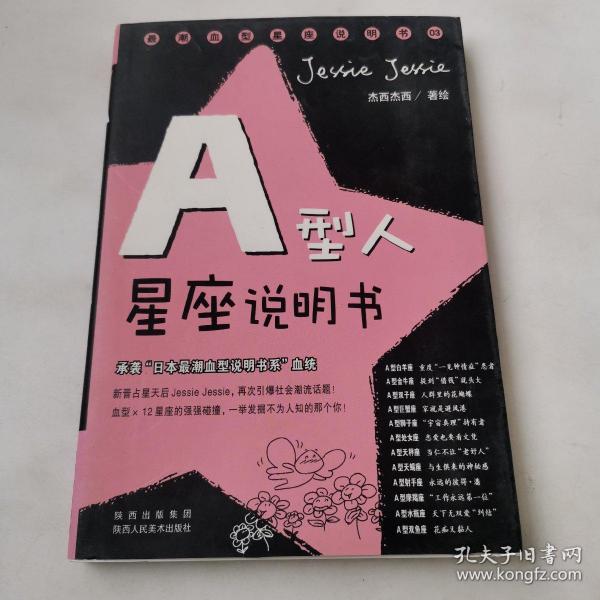 最潮血型星座说明书03
Jessie Jessie
杰西杰西/著绘
A型人
星座说明书
承袭“日本最潮血型说明书系”血统
新晋占星天后Jessie Jessie,再次引爆社会潮流话题!
血型×12星座的强强碰撞,一举发掘不为人知的那个你!
A型白羊座 重度“一见钟情症”患者
A型金牛座 提到“借钱”就头大
A型双子座 人群里的花蝴蝶
A型巨蟹座 家就是避风港
A型狮子座 “宇宙真理”持有者
A型处女座 恋爱也要看文凭
A型天秤座 当仁不让“老好人”
A型天蝎座 与生俱来的神秘感
A型射手座 永远的彼得·潘
A型摩羯座 “工作永远第一位”
A型水瓶座 天下无双爱“纠结”
A型双鱼座 花痴又黏人
陕西出版集团
陕西人民美术出版社
孔夫子旧书网
www.kongfz.com